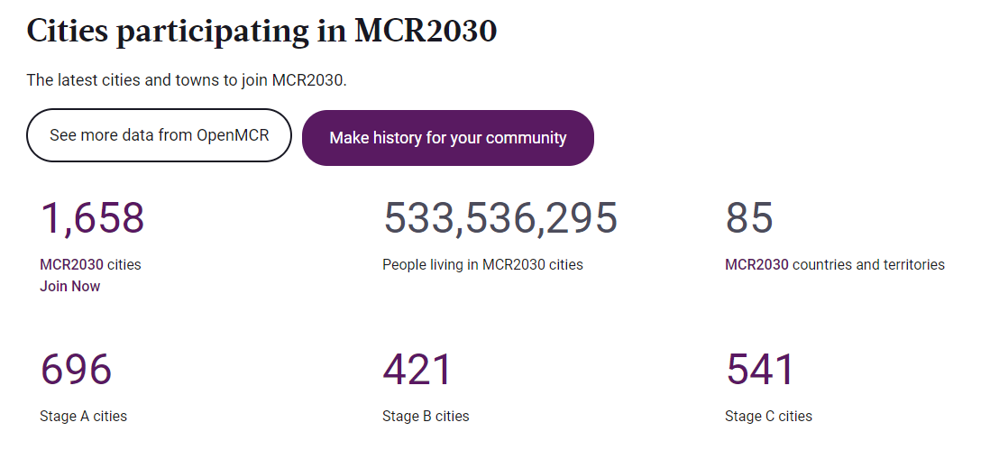 Cities participating in MCR2030
The latest cities and towns to join MCR2030.
See more data from OpenMCR
Make history for your community
1,658
533,536,295
85
MCR2030 cities
People living in MCR2030 cities
MCR2030 countries and territories
Join Now
696
421
541
Stage A cities
Stage B cities
Stage C cities